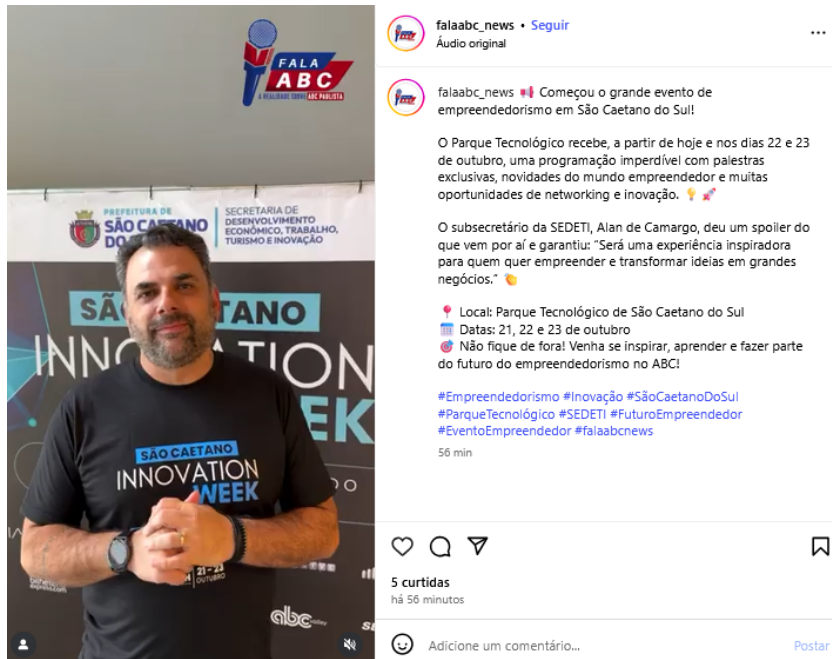 FALA
ABC
A REALIDADE SOBRE ABC PAULISTA
PREFEITURA DE
SÃO CAETANO
DO
SECRETARIA DE
DESENVOLVIMENTO
ECONÔMICO, TRABALHO,
TURISMO E INOVAÇÃO
SÃO CAETANO
INNOVATION
WEEK
SÃO CAETANO
INNOVATION
WEEK
21 - 23
OUTUBRO
abc valley
falaabc_news • Seguir
Áudio original
falaabc_news 📢 Começou o grande evento de
empreendedorismo em São Caetano do Sul!
O Parque Tecnológico recebe, a partir de hoje e nos dias 22 e 23
de outubro, uma programação imperdível com palestras
exclusivas, novidades do mundo empreendedor e muitas
oportunidades de networking e inovação. 💡 🚀
O subsecretário da SEDETI, Alan de Camargo, deu um spoiler do
que vem por aí e garantiu: “Será uma experiência inspiradora
para quem quer empreender e transformar ideias em grandes
negócios.” 👏
📍 Local: Parque Tecnológico de São Caetano do Sul
📅 Datas: 21, 22 e 23 de outubro
🎯 Não fique de fora! Venha se inspirar, aprender e fazer parte
do futuro do empreendedorismo no ABC!
#Empreendedorismo #Inovação #SãoCaetanoDoSul
#ParqueTecnológico #SEDETI #FuturoEmpreendedor
#EventoEmpreendedor #falaabcnews
56 min
5 curtidas
há 56 minutos
Adicione um comentário...
Postar